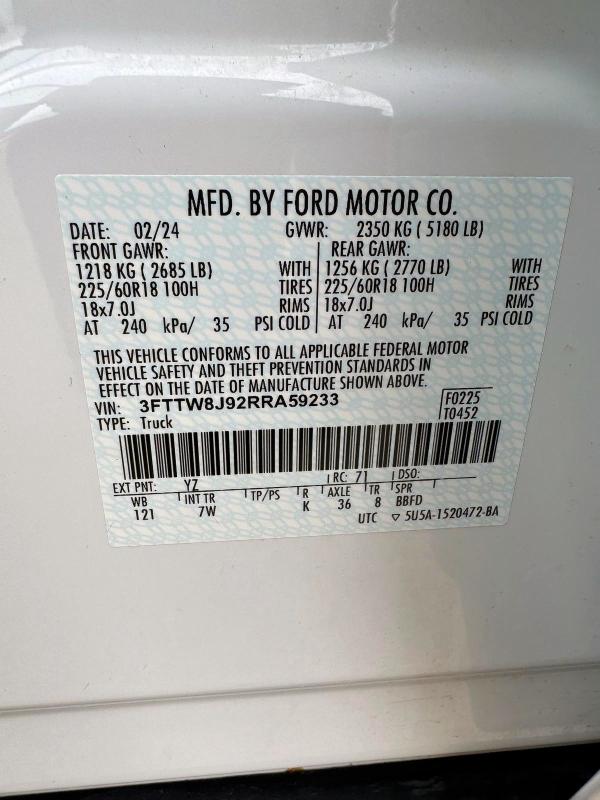 MFD. BY FORD MOTOR CO.
DATE: 02/24 GVWR: 2350 KG ( 5180 LB)
FRONT GAWR: REAR GAWR:
1218 KG ( 2685 LB) WITH 1256 KG ( 2770 LB) WITH
225/60R18 100H TIRES 225/60R18 100H TIRES
18x7.0J RIMS 18x7.0J RIMS
AT 240 kPa/ 35 PSI COLD AT 240 kPa/ 35 PSI COLD
THIS VEHICLE CONFORMS TO ALL APPLICABLE FEDERAL MOTOR
VEHICLE SAFETY AND THEFT PREVENTION STANDARDS IN
EFFECT ON THE DATE OF MANUFACTURE SHOWN ABOVE.
VIN: 3FTTW8J92RRA59233 F0225
TYPE: Truck T0452
EXT PNT: YZ RC: 71 DSO:
WB INT TR TP/PS R AXLE TR SPR
121 7W K 36 8 BBFD
UTC ▽ 5U5A-1520472-BA